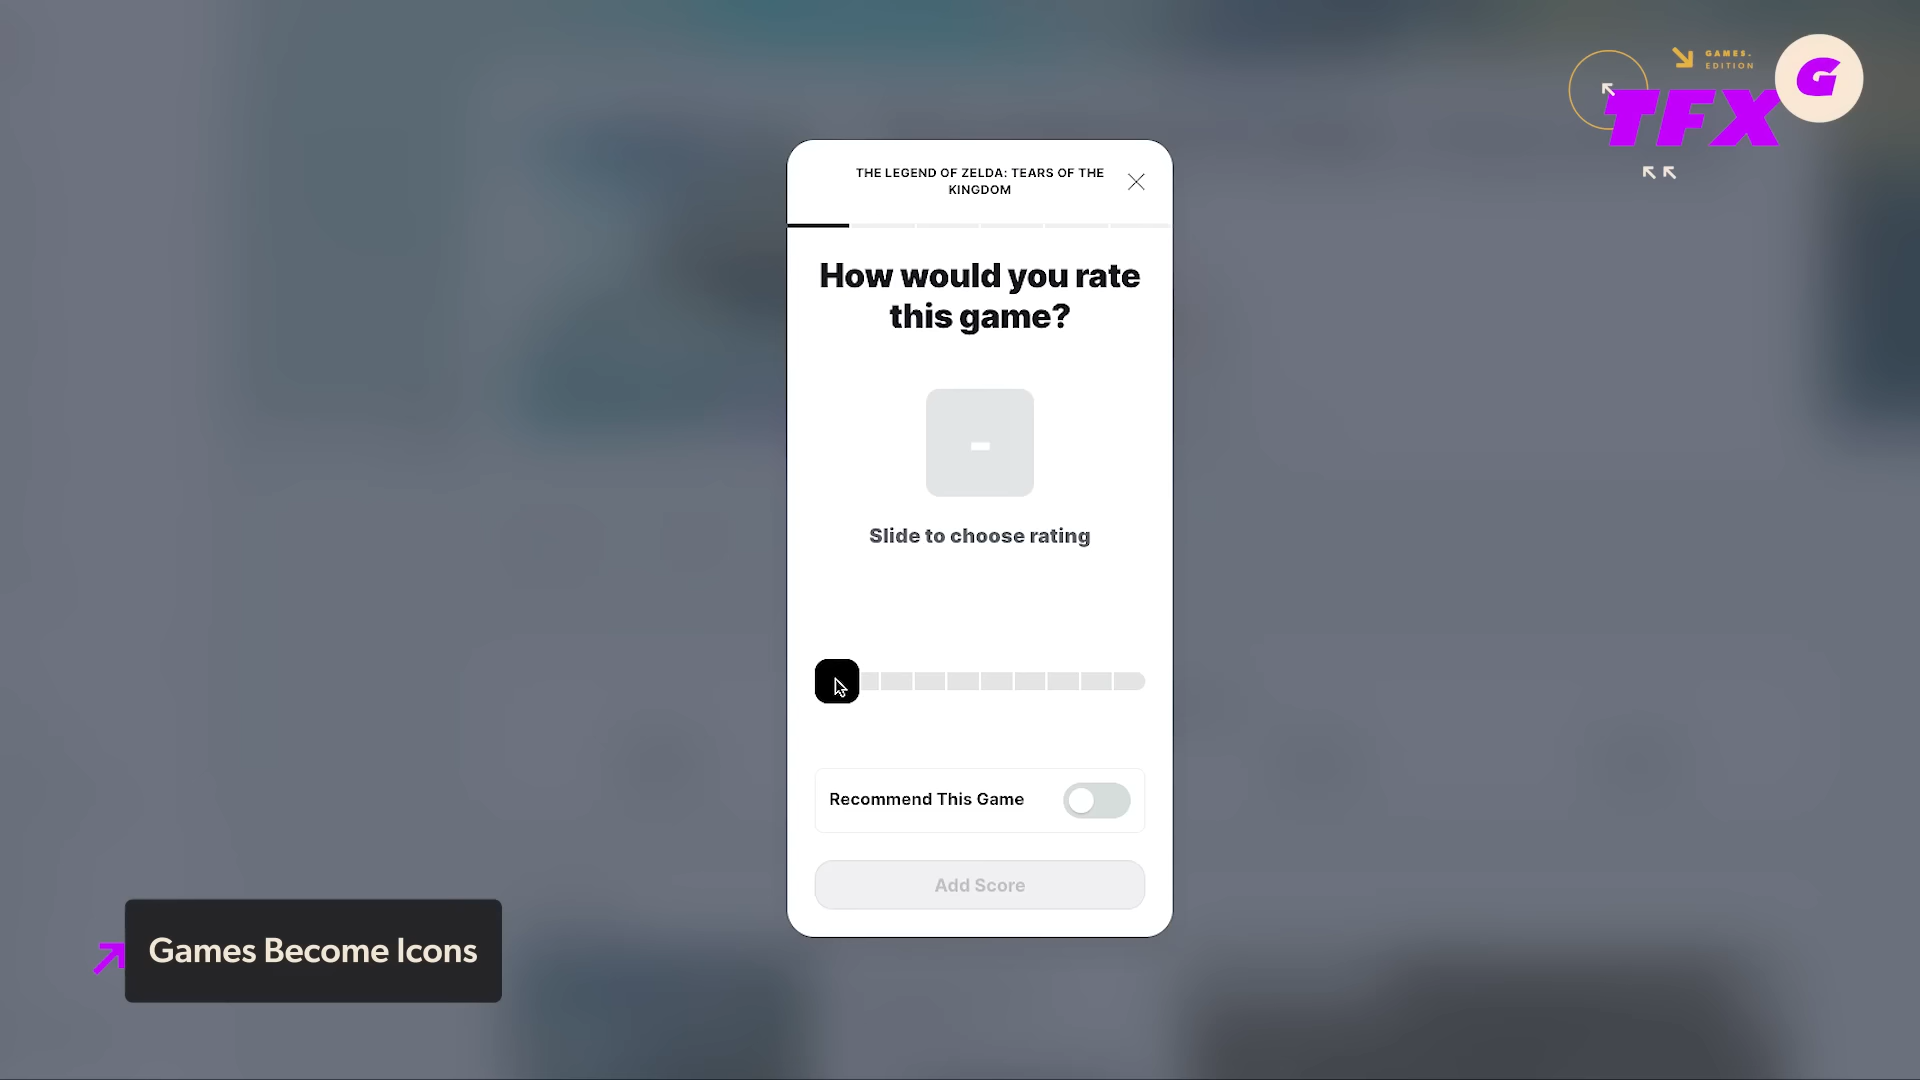 GAMES.
EDITION
G
TFX
THE LEGEND OF ZELDA: TEARS OF THE
KINGDOM
How would you rate
this game?
-
Slide to choose rating
Recommend This Game
Add Score
Games Become Icons